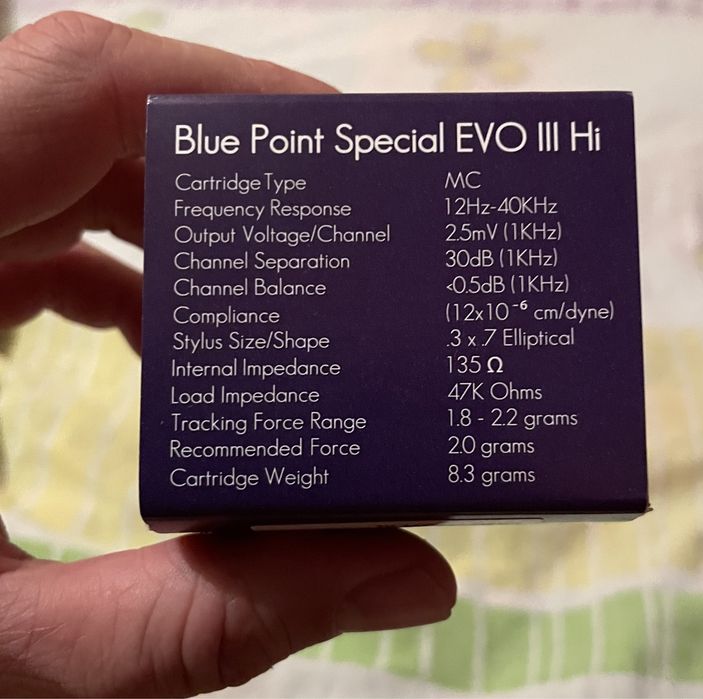 Blue Point Special EVO III Hi
Cartridge Type MC
Frequency Response 12Hz-40KHz
Output Voltage/Channel 2.5mV (1KHz)
Channel Separation 30dB (1KHz)
Channel Balance <0.5dB (1KHz)
Compliance (12x10⁻⁶ cm/dyne)
Stylus Size/Shape .3 x .7 Elliptical
Internal Impedance 135 Ω
Load Impedance 47K Ohms
Tracking Force Range 1.8 - 2.2 grams
Recommended Force 2.0 grams
Cartridge Weight 8.3 grams